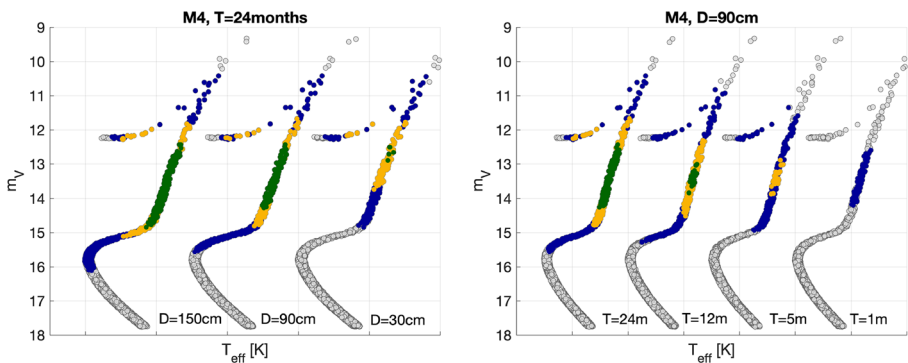 M4, T=24months
9
10
11
12
13
14
15
16
17
18
m_V
D=150cm
D=90cm
D=30cm
T_eff [K]
M4, D=90cm
9
10
11
12
13
14
15
16
17
18
m_V
T=24m
T=12m
T=5m
T=1m
T_eff [K]